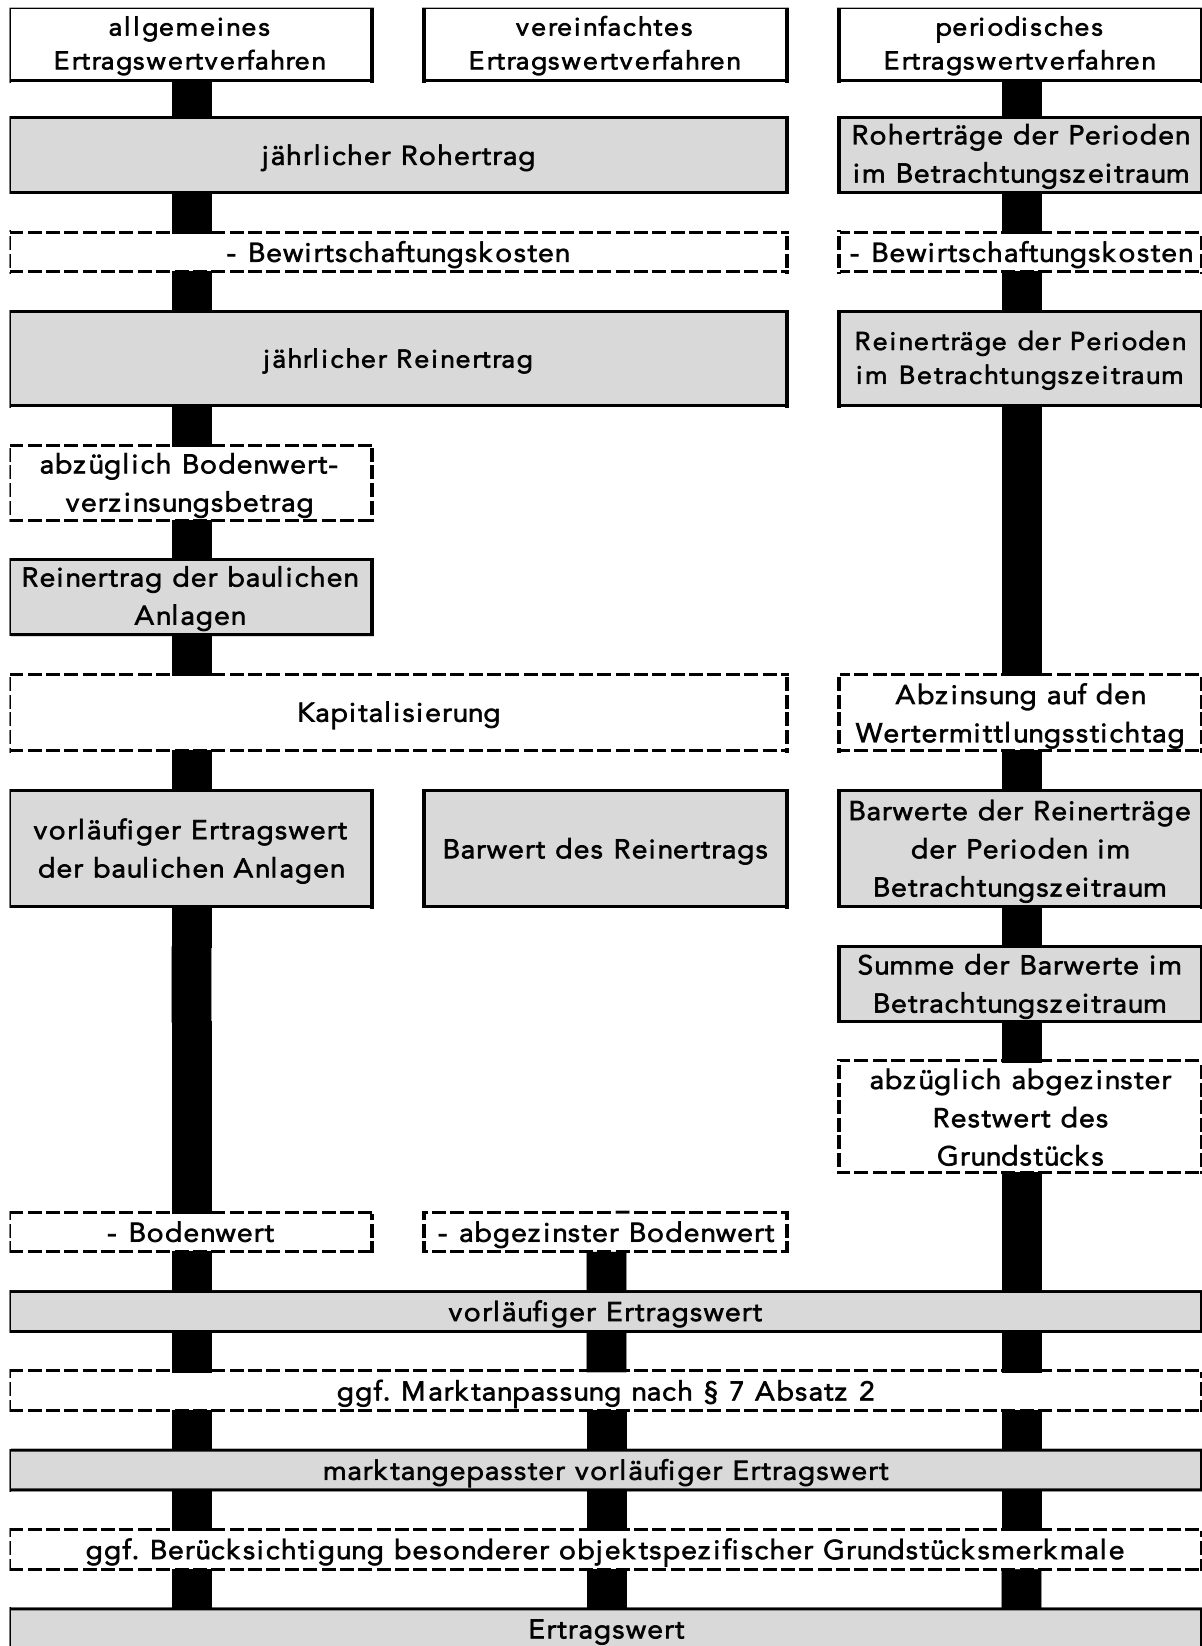 allgemeines
Ertragswertverfahren
vereinfachtes
Ertragswertverfahren
periodisches
Ertragswertverfahren
jährlicher Rohertrag
Roherträge der Perioden
im Betrachtungszeitraum
- Bewirtschaftungskosten
- Bewirtschaftungskosten
jährlicher Reinertrag
Reinerträge der Perioden
im Betrachtungszeitraum
abzüglich Bodenwert-
verzinsungsbetrag
Reinertrag der baulichen
Anlagen
Kapitalisierung
Abzinsung auf den
Wertermittlungsstichtag
vorläufiger Ertragswert
der baulichen Anlagen
Barwert des Reinertrags
Barwerte der Reinerträge
der Perioden im
Betrachtungszeitraum
Summe der Barwerte im
Betrachtungszeitraum
abzüglich abgezinster
Restwert des
Grundstücks
- Bodenwert
- abgezinster Bodenwert
vorläufiger Ertragswert
ggf. Marktanpassung nach § 7 Absatz 2
marktangepasster vorläufiger Ertragswert
ggf. Berücksichtigung besonderer objektspezifischer Grundstücksmerkmale
Ertragswert